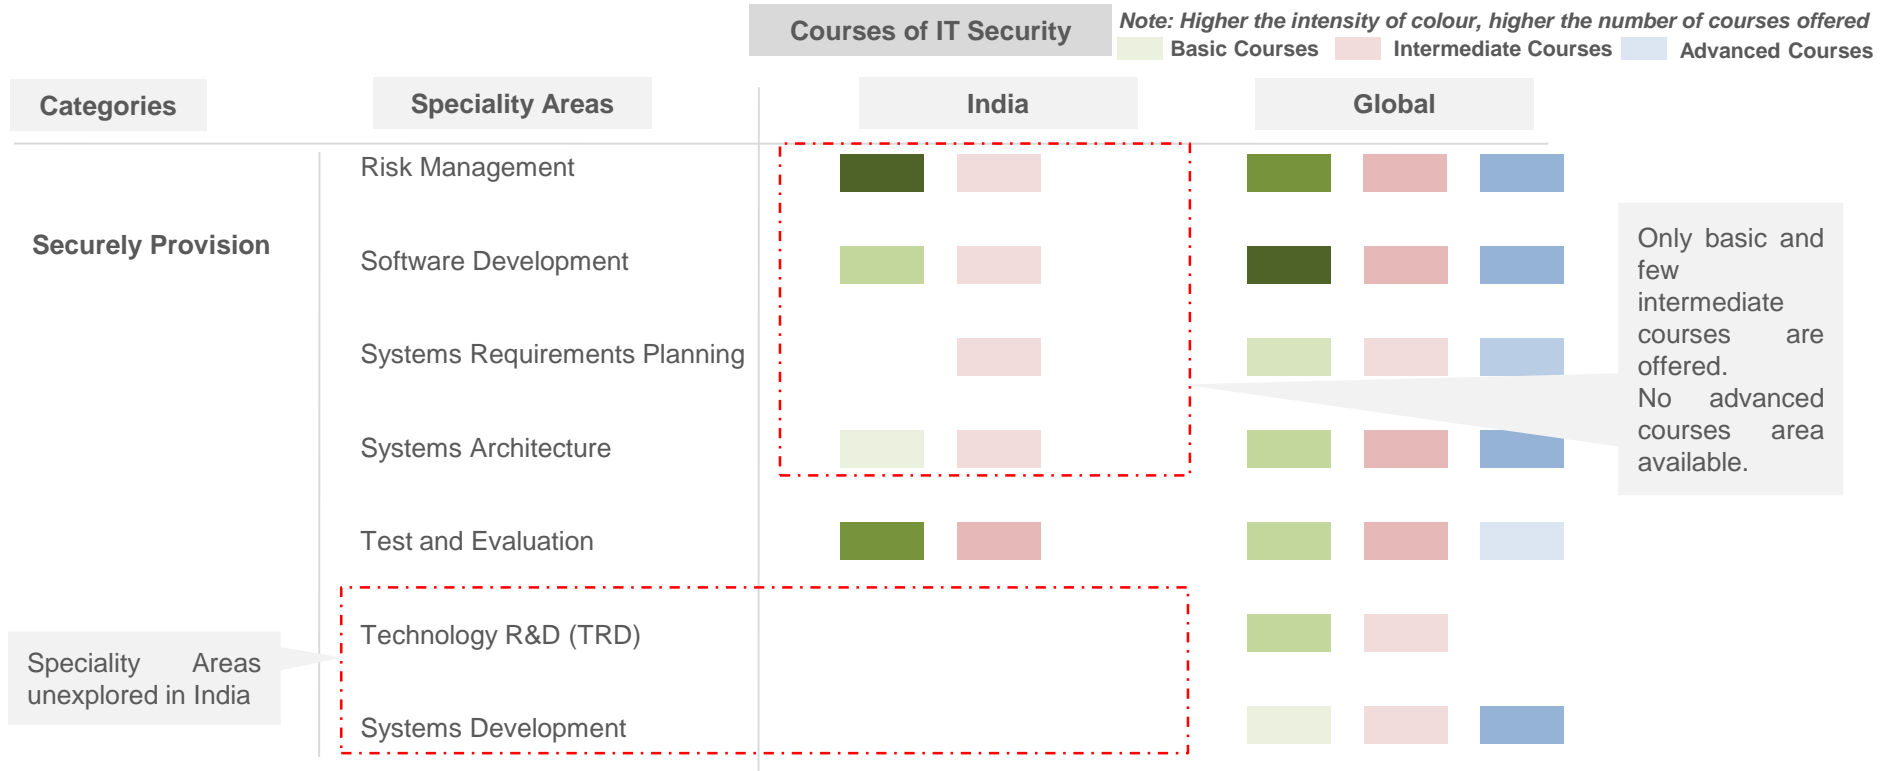 Courses of IT Security
Note: Higher the intensity of colour, higher the number of courses offered
Basic Courses
Intermediate Courses
Advanced Courses
Categories
Speciality Areas
India
Global
Securely Provision
Risk Management
Software Development
Systems Requirements Planning
Systems Architecture
Test and Evaluation
Technology R&D (TRD)
Systems Development
Only basic and
few
intermediate
courses are
offered.
No advanced
courses area
available.
Speciality Areas
unexplored in India